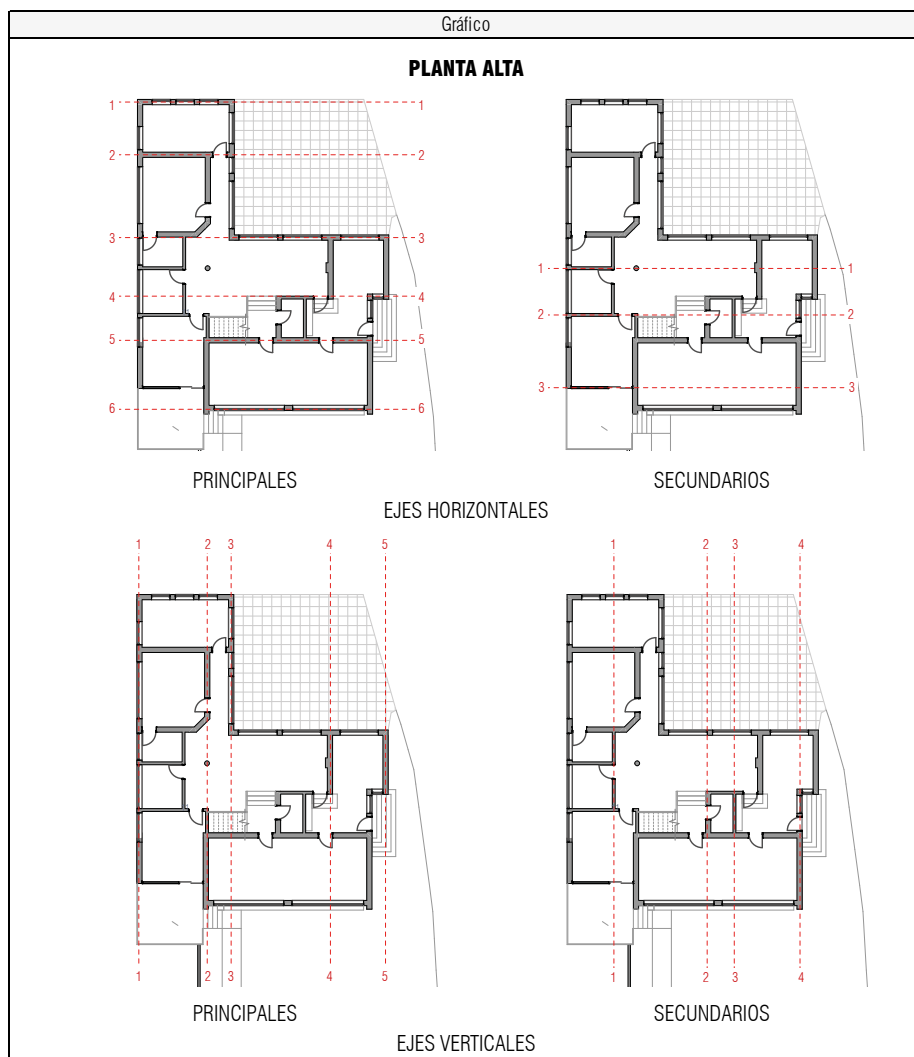 Gráfico
PLANTA ALTA
1 1
2 2
3 3
4 4
5 5
6 6
PRINCIPALES
1 1
2 2
3 3
SECUNDARIOS
EJES HORIZONTALES
1 2 3 4 5
1 2 3 4 5
PRINCIPALES
1 2 3 4
1 2 3 4
SECUNDARIOS
EJES VERTICALES